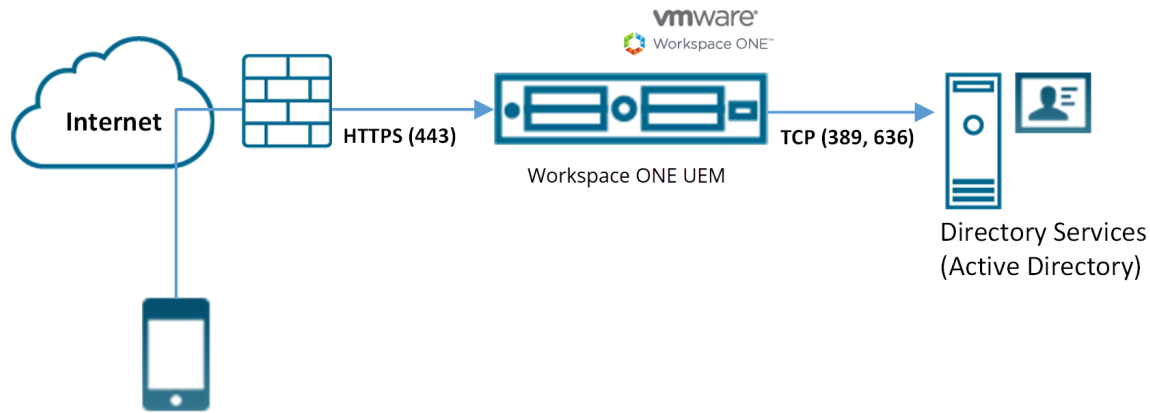 vmware®
Workspace ONE™
Internet
HTTPS (443)
TCP (389, 636)
Workspace ONE UEM
Directory Services
(Active Directory)